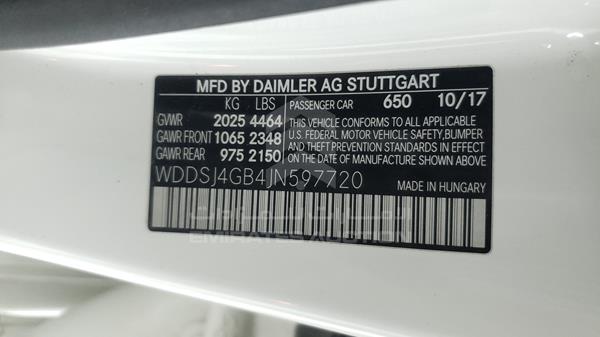 MFD BY DAIMLER AG STUTTGART
KG LBS PASSENGER CAR 650 10/17
GVWR 2025 4464 THIS VEHICLE CONFORMS TO ALL APPLICABLE
GAWR FRONT 1065 2348 U.S. FEDERAL MOTOR VEHICLE SAFETY, BUMPER
GAWR REAR 975 2150 AND THEFT PREVENTION STANDARDS IN EFFECT
ON THE DATE OF MANUFACTURE SHOWN ABOVE.
WDDSJ4GB4JN597720 MADE IN HUNGARY
EMIRATES AUCTION